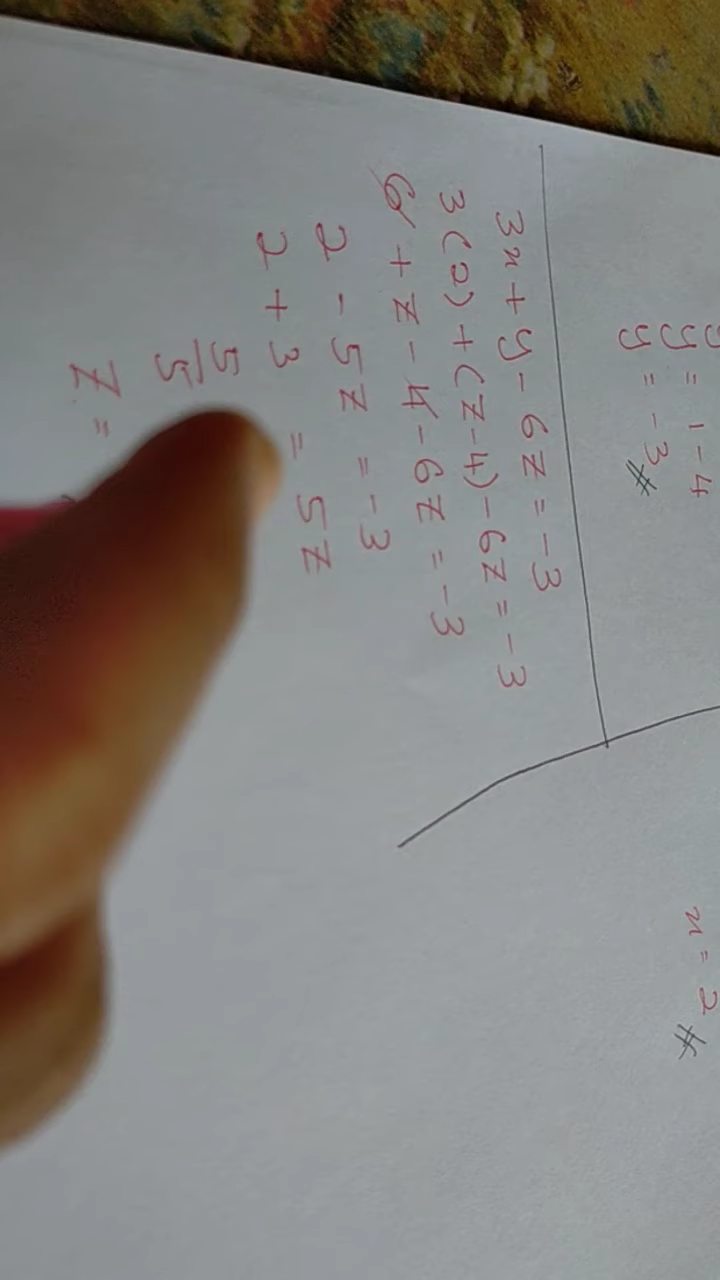 y = 1 - 4
y = -3 #
x = 2 #
3x + y - 6z = -3
3(2) + (z-4) - 6z = -3
6 + z - 4 - 6z = -3
2 - 5z = -3
2 + 3 = 5z
5/5
z =